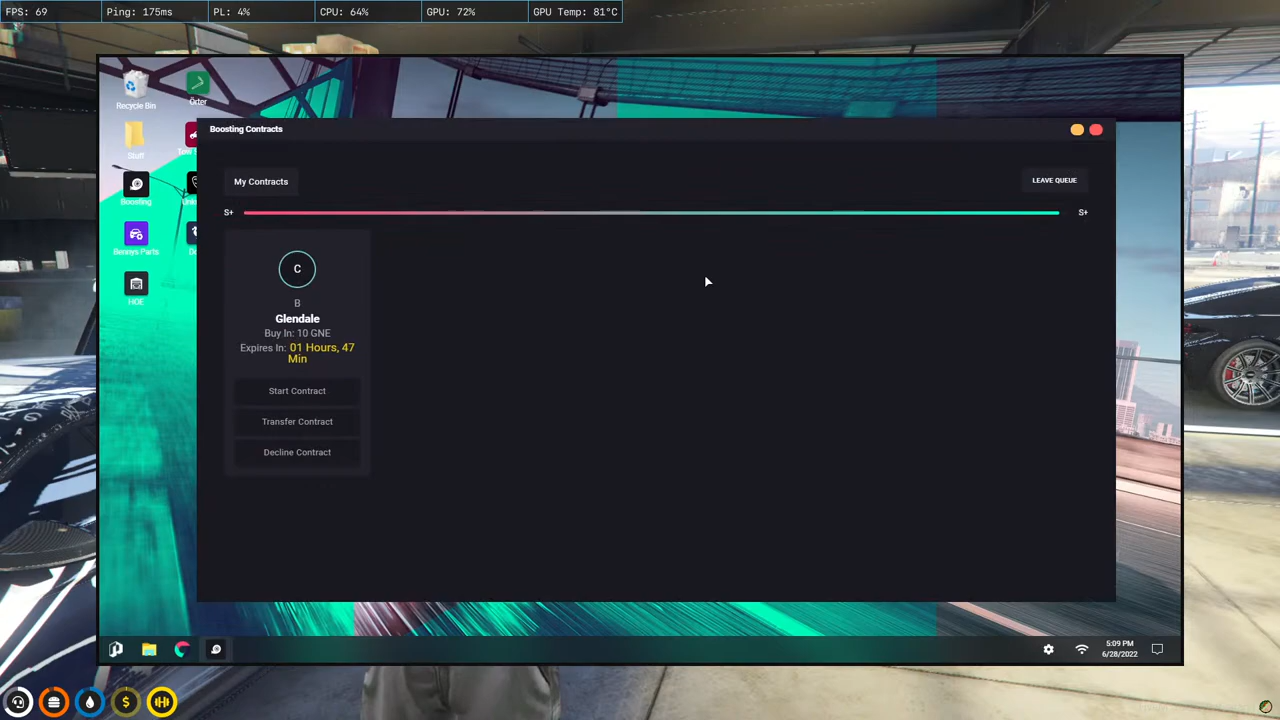 FPS: 69
Ping: 175ms
PL: 4%
CPU: 64%
GPU: 72%
GPU Temp: 81°C
Recycle Bin
Örter
Stuff
Boosting
Bennys Parts
HOE
Boosting Contracts
My Contracts
LEAVE QUEUE
S+
S+
C
B
Glendale
Buy In: 10 GNE
Expires In: 01 Hours, 47
Min
Start Contract
Transfer Contract
Decline Contract
5:09 PM
6/28/2022